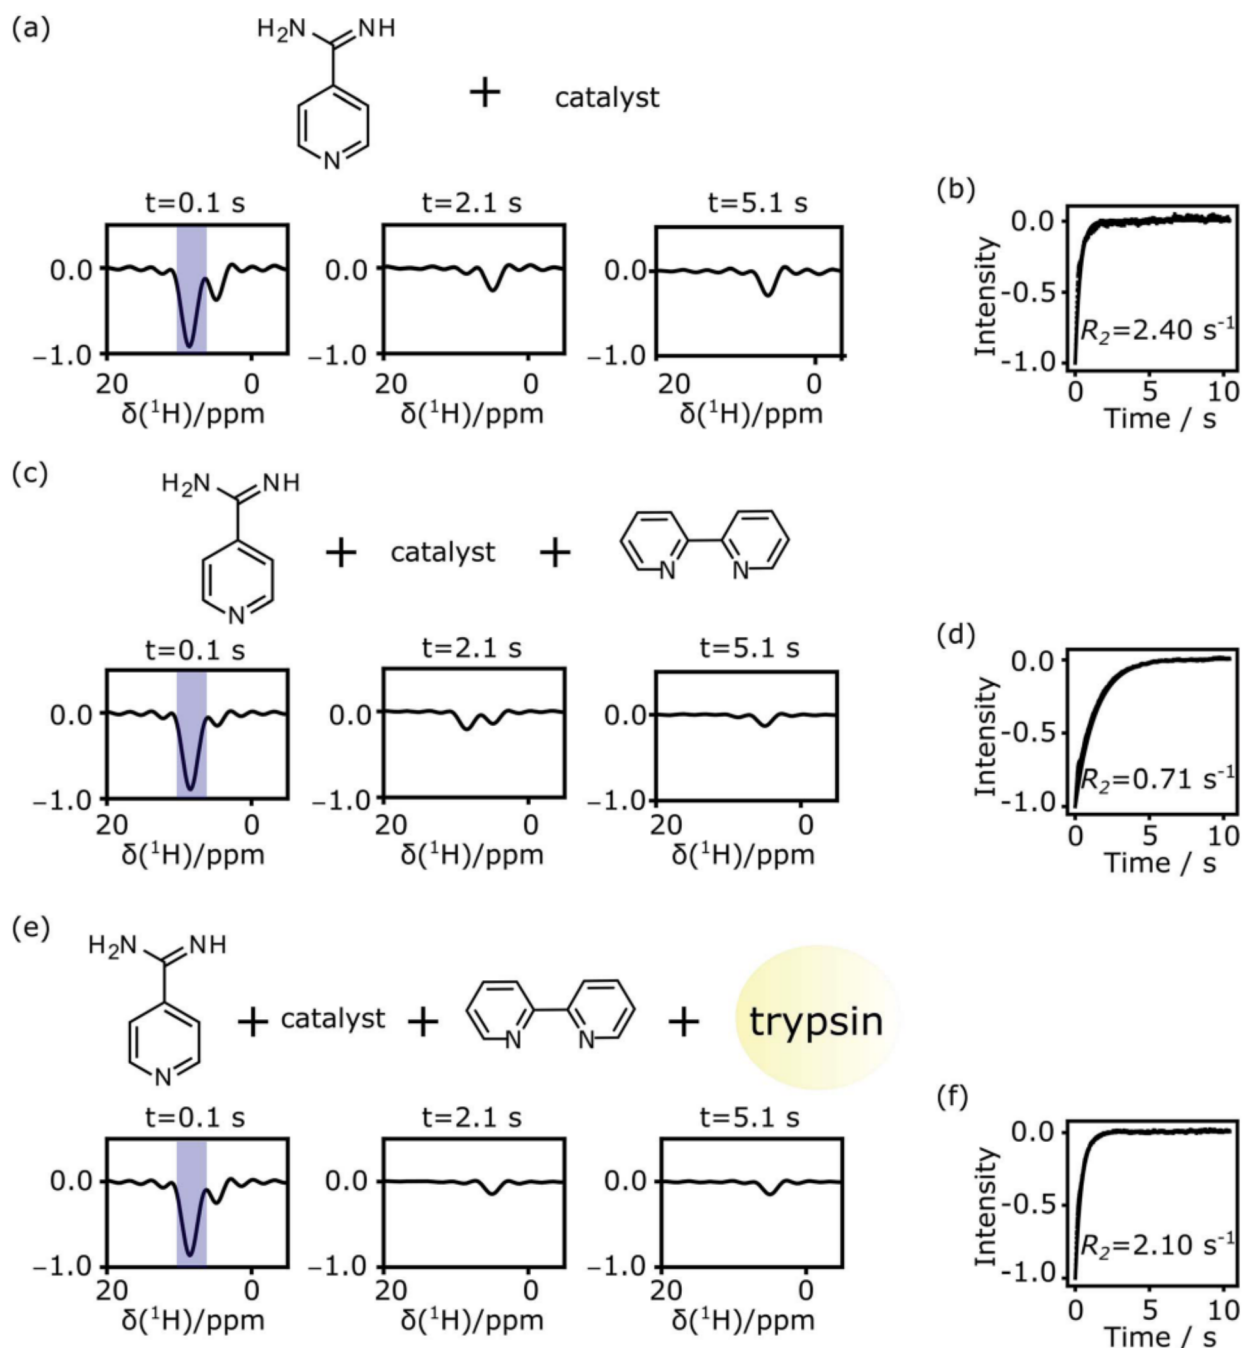 (a)
H₂N NH
N
+ catalyst
t=0.1 s t=2.1 s t=5.1 s
0.0 0.0 0.0
−1.0 −1.0 −1.0
20 0 20 0 20 0
δ(¹H)/ppm δ(¹H)/ppm δ(¹H)/ppm
(b)
Intensity
0.0
-0.5
-1.0
R₂=2.40 s⁻¹
0 5 10
Time / s
(c)
H₂N NH
N
+ catalyst +
N N
t=0.1 s t=2.1 s t=5.1 s
0.0 0.0 0.0
−1.0 −1.0 −1.0
20 0 20 0 20 0
δ(¹H)/ppm δ(¹H)/ppm δ(¹H)/ppm
(d)
Intensity
0.0
-0.5
-1.0
R₂=0.71 s⁻¹
0 5 10
Time / s
(e)
H₂N NH
N
+ catalyst +
N N
+ trypsin
t=0.1 s t=2.1 s t=5.1 s
0.0 0.0 0.0
−1.0 −1.0 −1.0
20 0 20 0 20 0
δ(¹H)/ppm δ(¹H)/ppm δ(¹H)/ppm
(f)
Intensity
0.0
-0.5
-1.0
R₂=2.10 s⁻¹
0 5 10
Time / s